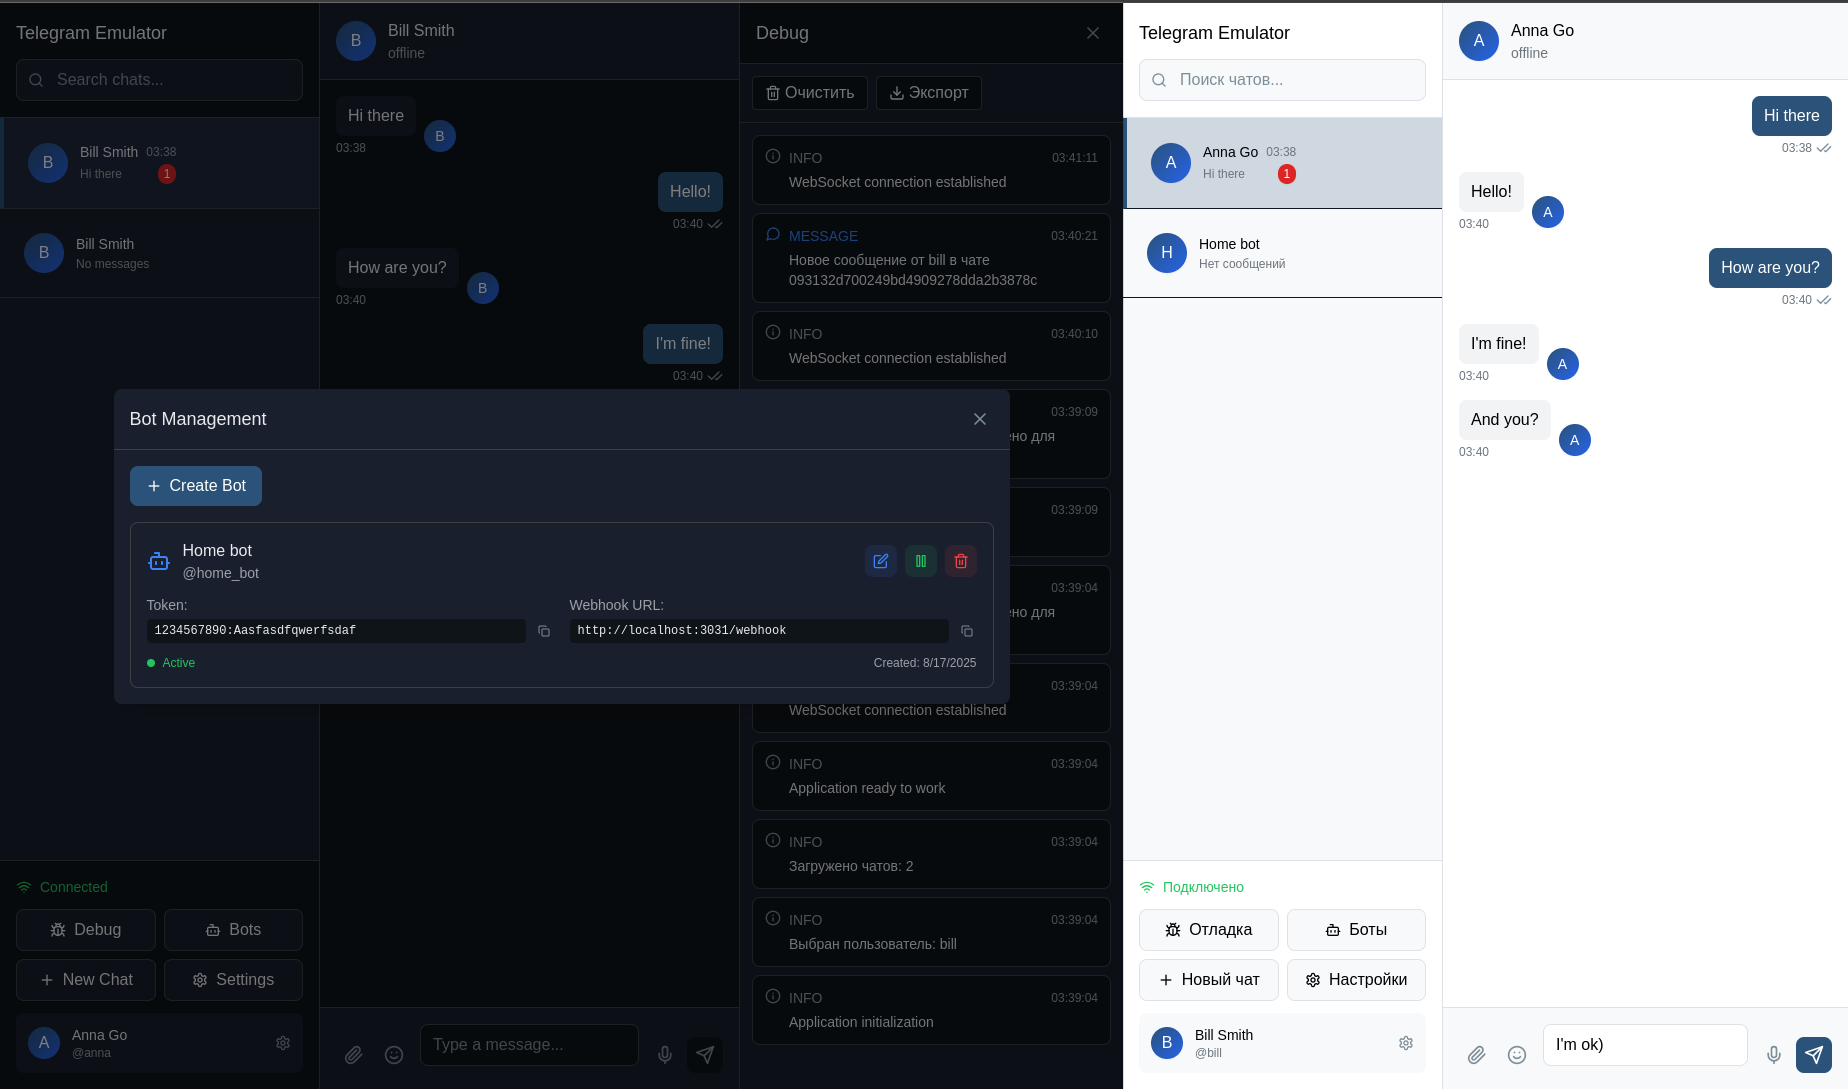 Telegram Emulator
Search chats...
B
Bill Smith 03:38
Hi there 1
B
Bill Smith
No messages
Connected
Debug
Bots
New Chat
Settings
A
Anna Go
@anna
B
Bill Smith
offline
Hi there
B
03:38
Hello!
03:40
How are you?
B
03:40
I'm fine!
03:40
Type a message...
Debug
Очистить
Экспорт
INFO 03:41:11
WebSocket connection established
MESSAGE 03:40:21
Новое сообщение от bill в чате
093132d700249bd4909278dda2b3878c
INFO 03:40:10
WebSocket connection established
03:39:09
ено для
03:39:09
03:39:04
ено для
03:39:04
WebSocket connection established
INFO 03:39:04
Application ready to work
INFO 03:39:04
Загружено чатов: 2
INFO 03:39:04
Выбран пользователь: bill
INFO 03:39:04
Application initialization
Bot Management
Create Bot
Home bot
@home_bot
Token:
1234567890:Aasfasdfqwerfsdaf
Webhook URL:
http://localhost:3031/webhook
Active
Created: 8/17/2025
Telegram Emulator
Поиск чатов...
A
Anna Go 03:38
Hi there 1
H
Home bot
Нет сообщений
Подключено
Отладка
Боты
Новый чат
Настройки
B
Bill Smith
@bill
A
Anna Go
offline
Hi there
03:38
Hello!
A
03:40
How are you?
03:40
I'm fine!
A
03:40
And you?
A
03:40
I'm ok)